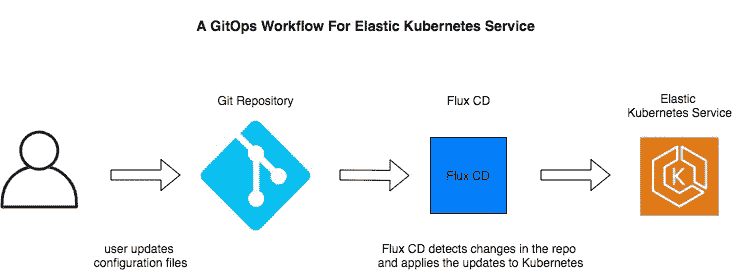 A GitOps Workflow For Elastic Kubernetes Service
Git Repository
Flux CD
Elastic
Kubernetes Service
Flux CD
K
user updates
configuration files
Flux CD detects changes in the repo
and applies the updates to Kubernetes